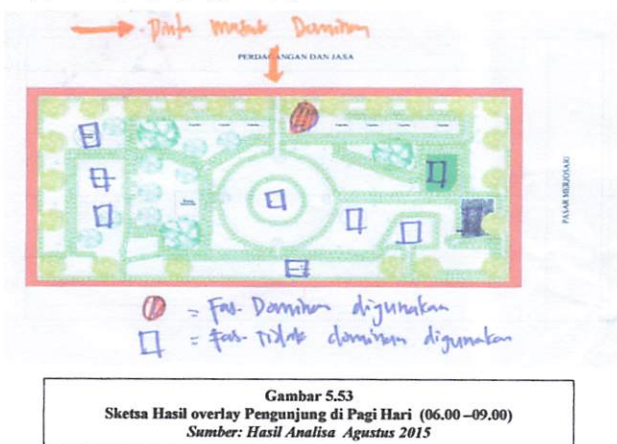 Pintu masuk Dominan
PERDAGANGAN DAN JASA
PASAR MERJOSARI
= Fas. Dominan digunakan
= Fas. Tidak dominan digunakan
Gambar 5.53
Sketsa Hasil overlay Pengunjung di Pagi Hari (06.00 –09.00)
Sumber: Hasil Analisa Agustus 2015